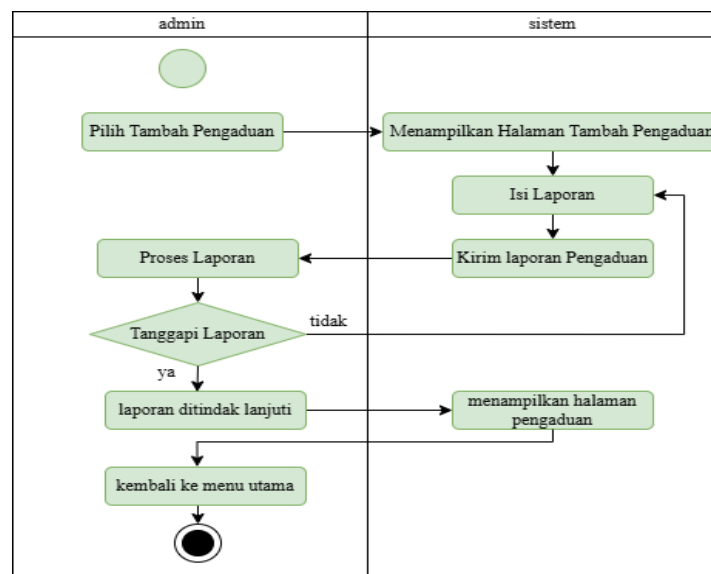 admin
sistem
Pilih Tambah Pengaduan
Menampilkan Halaman Tambah Pengaduan
Isi Laporan
Proses Laporan
Kirim laporan Pengaduan
Tanggapi Laporan
tidak
ya
laporan ditindak lanjuti
menampilkan halaman
pengaduan
kembali ke menu utama